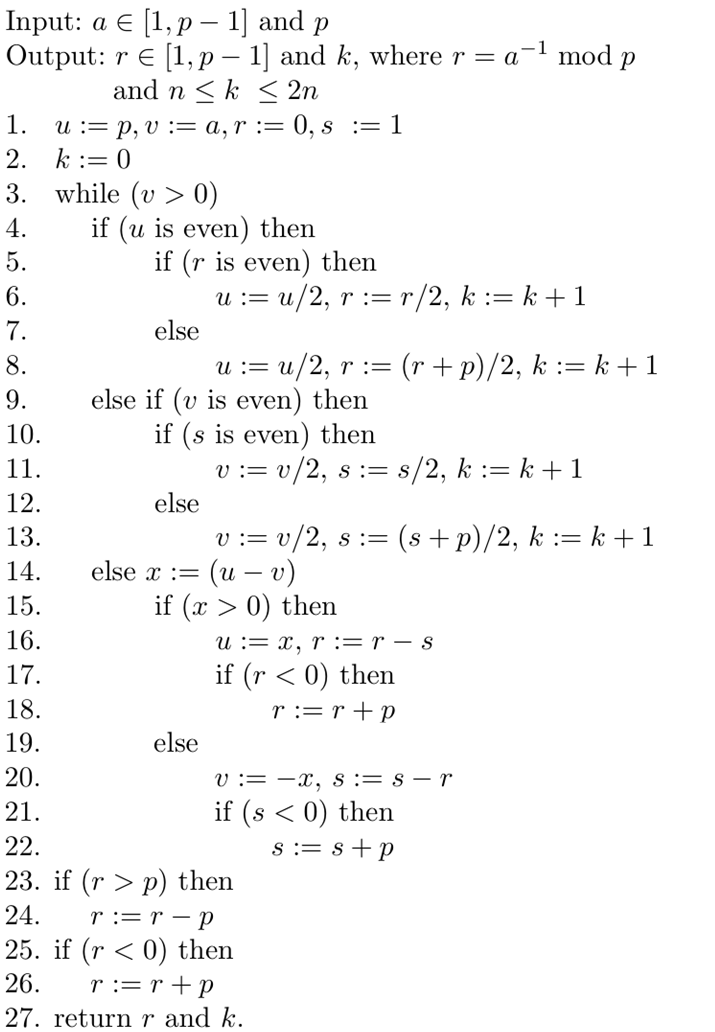 Input: a ∈ [1, p − 1] and p
Output: r ∈ [1, p − 1] and k, where r = a⁻¹ mod p
and n ≤ k ≤ 2n
1. u := p, v := a, r := 0, s := 1
2. k := 0
3. while (v > 0)
4. if (u is even) then
5. if (r is even) then
6. u := u/2, r := r/2, k := k + 1
7. else
8. u := u/2, r := (r + p)/2, k := k + 1
9. else if (v is even) then
10. if (s is even) then
11. v := v/2, s := s/2, k := k + 1
12. else
13. v := v/2, s := (s + p)/2, k := k + 1
14. else x := (u − v)
15. if (x > 0) then
16. u := x, r := r − s
17. if (r < 0) then
18. r := r + p
19. else
20. v := −x, s := s − r
21. if (s < 0) then
22. s := s + p
23. if (r > p) then
24. r := r − p
25. if (r < 0) then
26. r := r + p
27. return r and k.